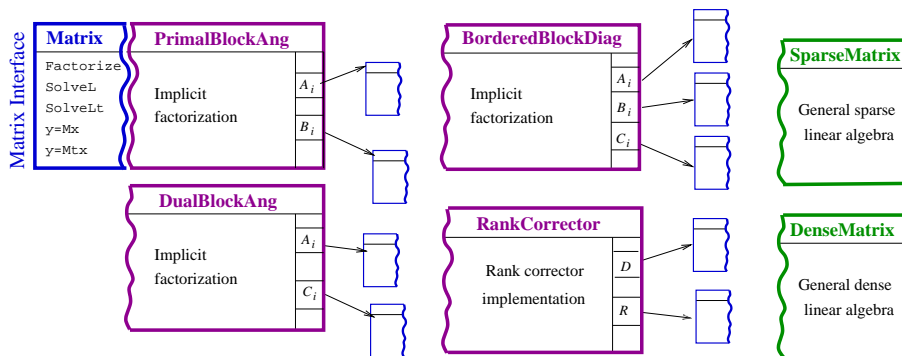 Matrix Interface
Matrix
Factorize
SolveL
SolveLt
y=Mx
y=Mtx
PrimalBlockAng
Implicit
factorization
A_i
B_i
BorderedBlockDiag
Implicit
factorization
A_i
B_i
C_i
SparseMatrix
General sparse
linear algebra
DualBlockAng
Implicit
factorization
A_i
C_i
RankCorrector
Rank corrector
implementation
D
R
DenseMatrix
General dense
linear algebra